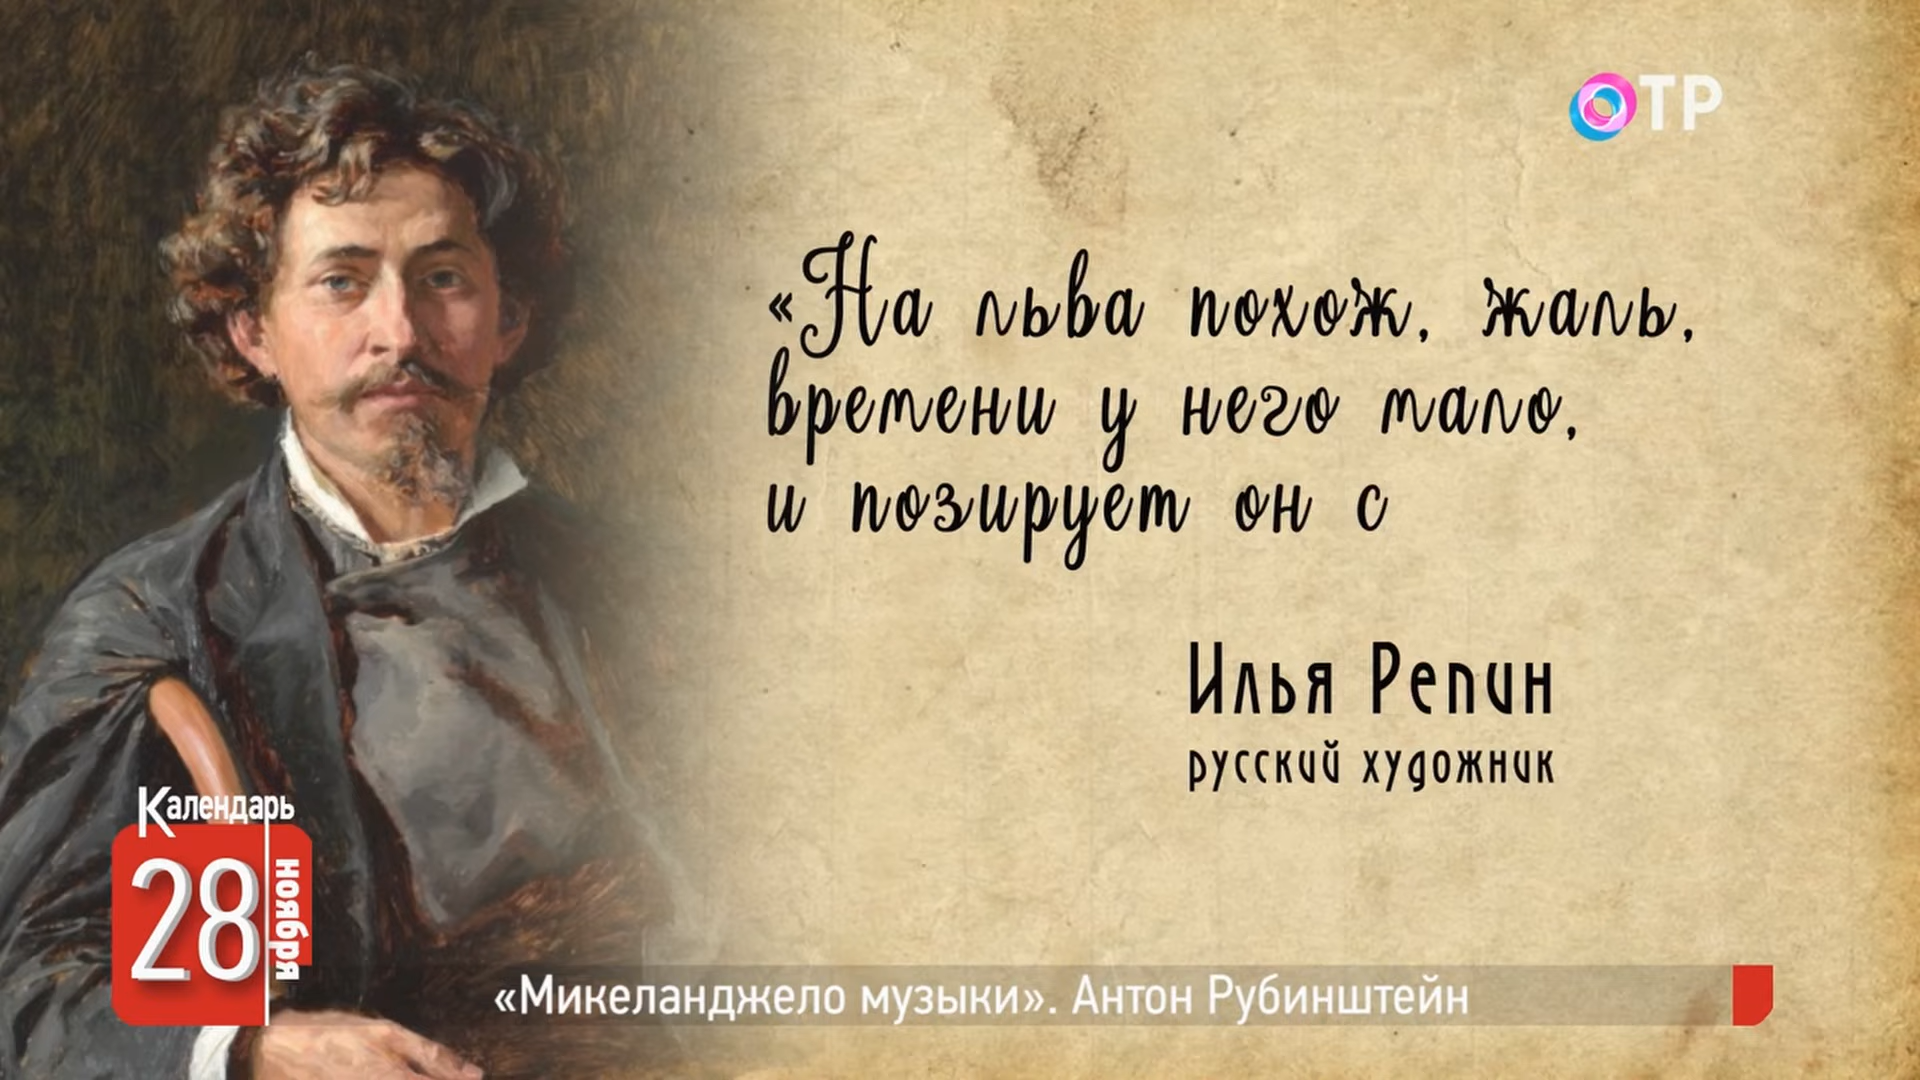 ОТР
«На льва похож, жаль,
времени у него мало,
и позирует он с
Илья Репин
русский художник
Календарь
28
ноября
«Микеланджело музыки». Антон Рубинштейн